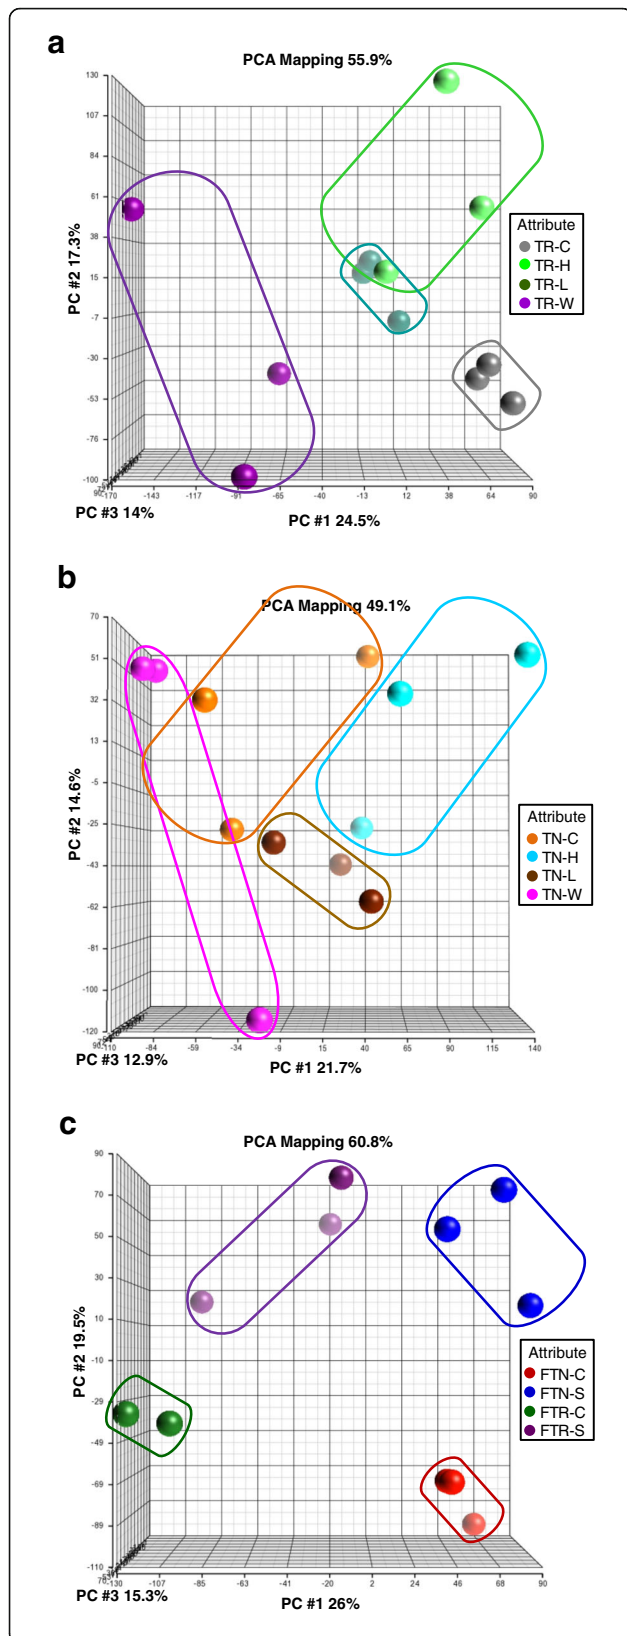 a
PCA Mapping 55.9%
130
107
84
61
38
15
-7
-30
-53
-76
-100
PC #2 17.3%
Attribute
TR-C
TR-H
TR-L
TR-W
-170 -143 -117 -91 -65 -40 -13 12 38 64 90
PC #3 14%
PC #1 24.5%
b
PCA Mapping 49.1%
70
51
32
13
-5
-25
-43
-62
-81
-100
-120
PC #2 14.6%
Attribute
TN-C
TN-H
TN-L
TN-W
-110 -84 -59 -34 -9 15 40 65 90 115 140
PC #3 12.9%
PC #1 21.7%
c
PCA Mapping 60.8%
90
70
50
30
10
-10
-29
-49
-69
-89
-110
PC #2 19.5%
Attribute
FTN-C
FTN-S
FTR-C
FTR-S
-130 -107 -85 -63 -41 -20 2 24 46 68 90
PC #3 15.3%
PC #1 26%